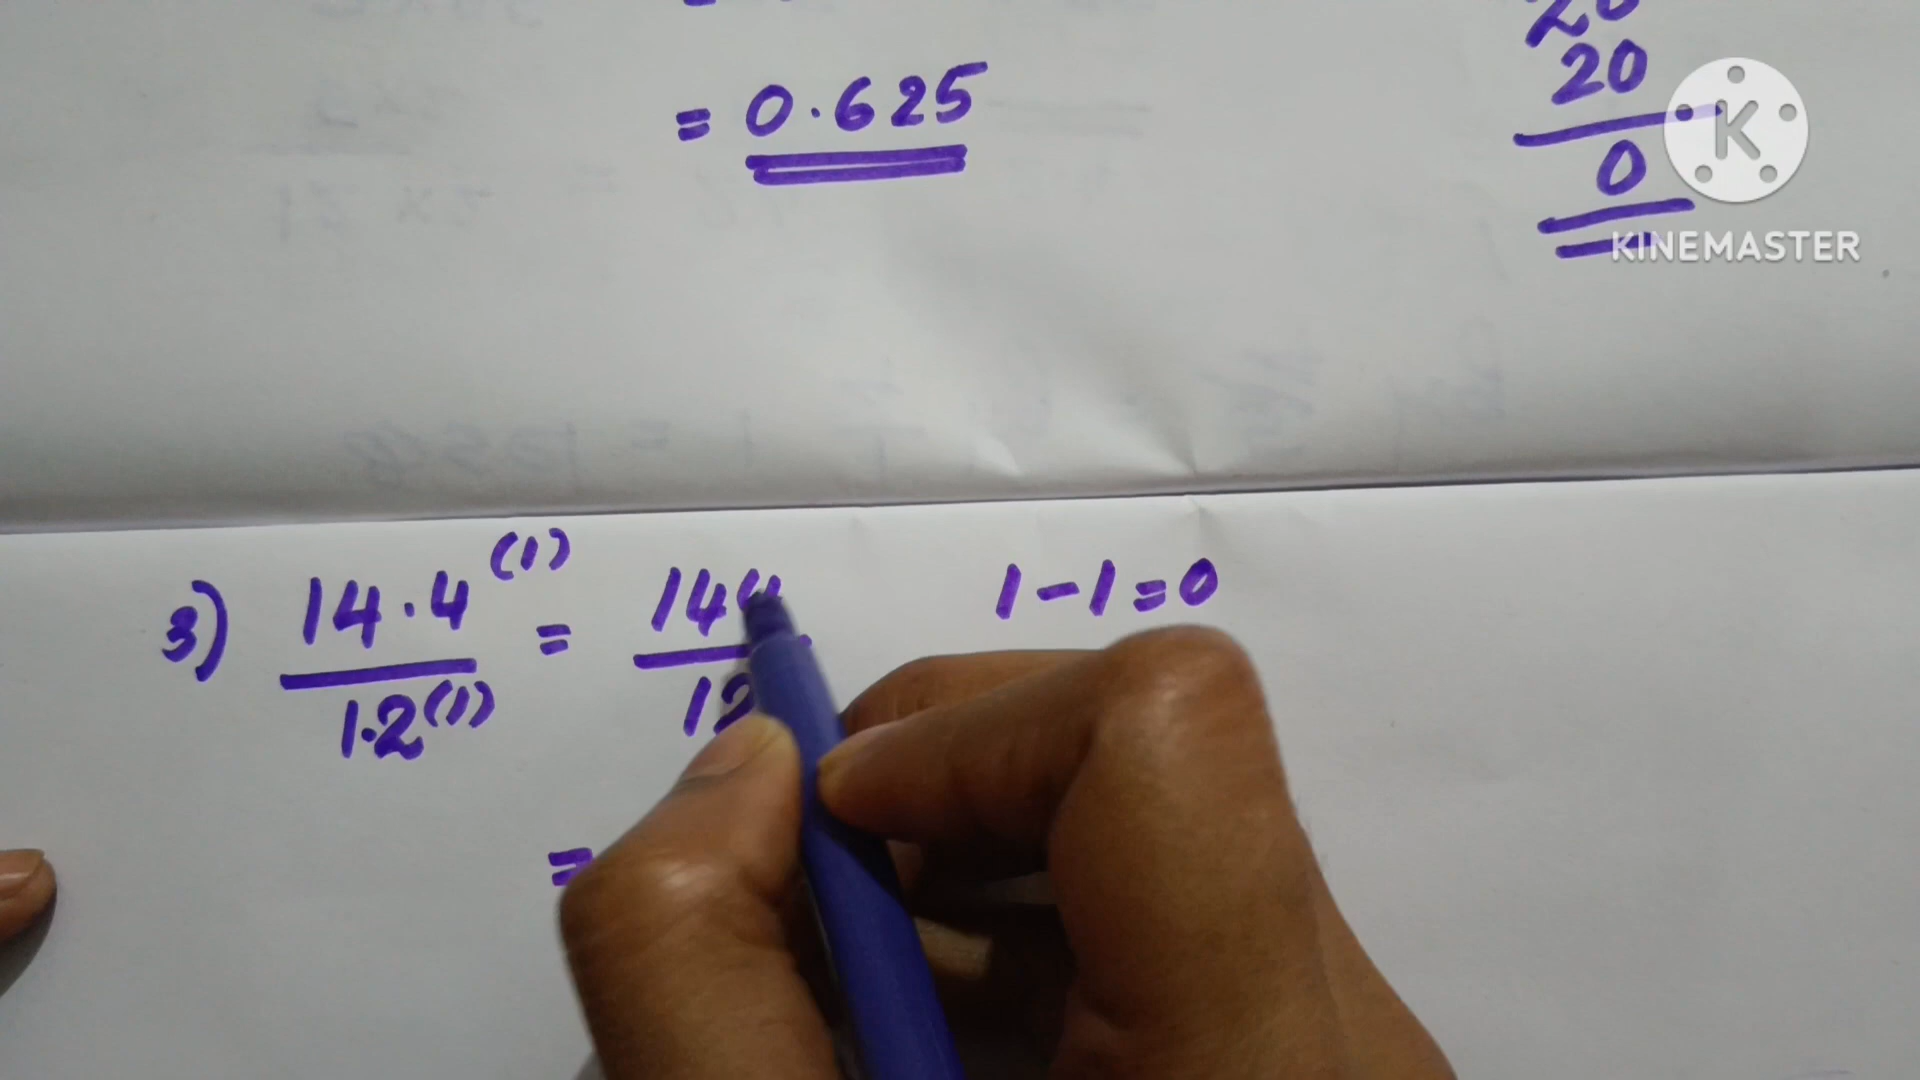 = 0.625
20
0
K
KINEMASTER
3) 14.4(1) / 1.2(1) = 144 / 12
1-1=0
=